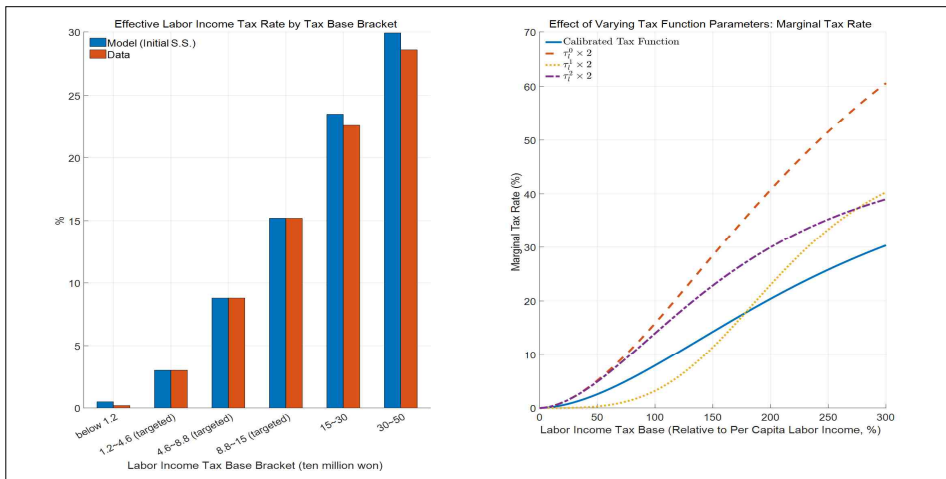 Effective Labor Income Tax Rate by Tax Base Bracket
Model (Initial S.S.)
Data
30
25
20
15
10
5
0
%
below 1.2
1.2~4.6 (targeted)
4.6~8.8 (targeted)
8.8~15 (targeted)
15~30
30~50
Labor Income Tax Base Bracket (ten million won)
Effect of Varying Tax Function Parameters: Marginal Tax Rate
Calibrated Tax Function
τ_l^0 × 2
τ_l^1 × 2
τ_l^2 × 2
70
60
50
40
30
20
10
0
Marginal Tax Rate (%)
0 50 100 150 200 250 300
Labor Income Tax Base (Relative to Per Capita Labor Income, %)